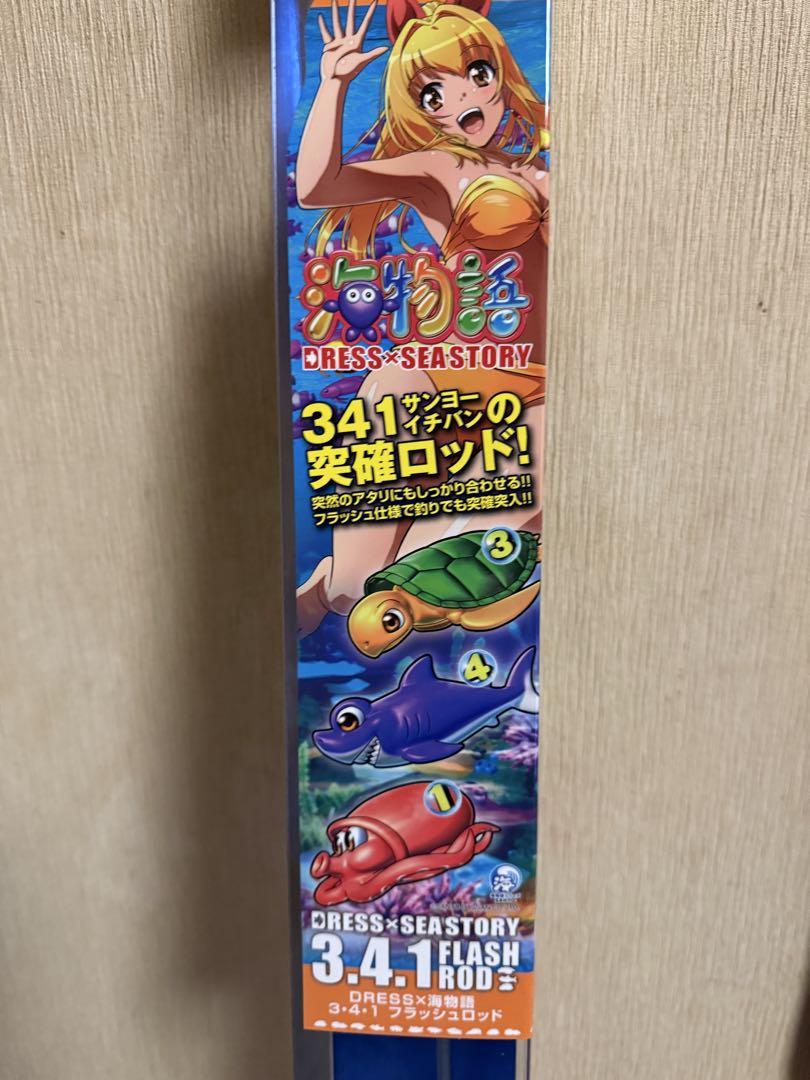 海物語
DRESS×SEA STORY
341サンヨーイチバンの
突確ロッド!
突然のアタリにもしっかり合わせる!!
フラッシュ仕様で釣りでも突確突入!!
3
4
1
海
DRESS×SEA STORY
3.4.1 FLASH ROD
DRESS×海物語
3・4・1 フラッシュロッド